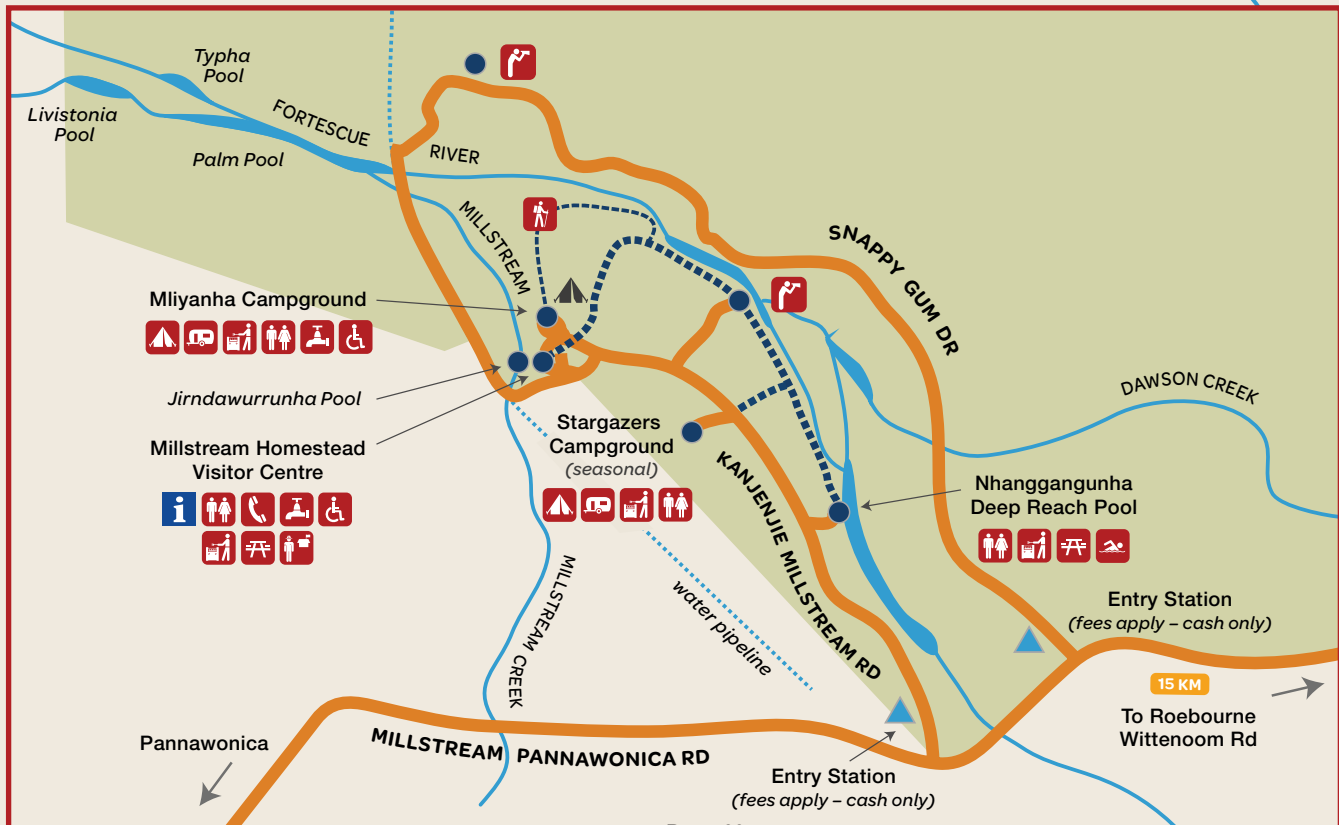 Typha
Pool
Livistonia
Pool
FORTESCUE
RIVER
Palm Pool
MILLSTREAM
SNAPPY GUM DR
Mliyanha Campground
Jirndawurrunha Pool
DAWSON CREEK
Millstream Homestead
Visitor Centre
i
Stargazers
Campground
(seasonal)
KANJENJIE MILLSTREAM RD
Nhanggangunha
Deep Reach Pool
MILLSTREAM CREEK
water pipeline
Entry Station
(fees apply – cash only)
15 KM
To Roebourne
Wittenoom Rd
Pannawonica
MILLSTREAM PANNAWONICA RD
Entry Station
(fees apply – cash only)